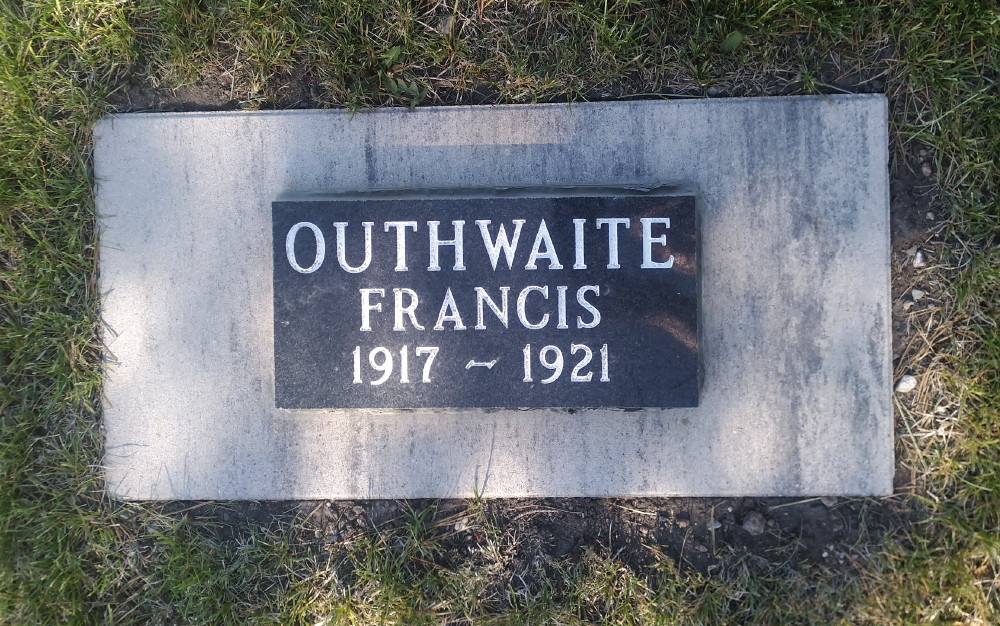 OUTHWAITE
FRANCIS
1917 ~ 1921